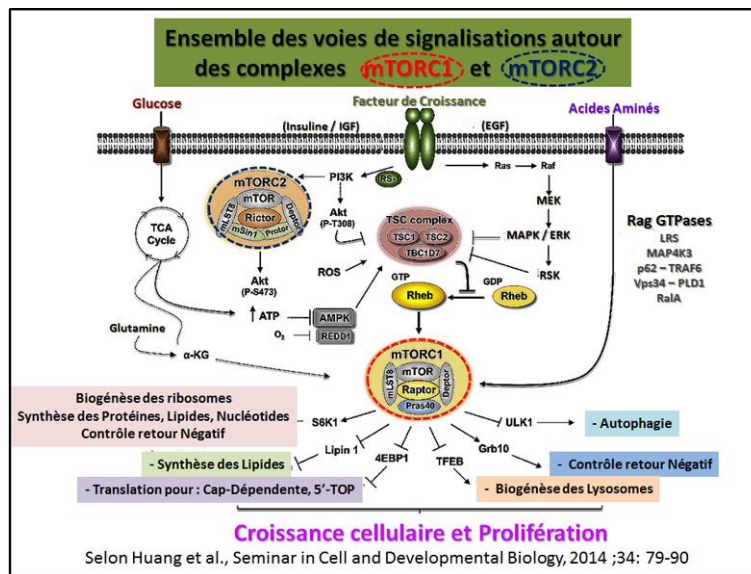 Ensemble des voies de signalisations autour
des complexes mTORC1 et mTORC2
Glucose
Facteur de Croissance
Acides Aminés
(Insuline / IGF)
(EGF)
RSs
Ras
Raf
PI3K
MEK
mTORC2
mTOR
mLST8
Rictor
Deptor
mSin1
Protor
Akt
(P-T308)
TSC complex
TSC1
TSC2
TBC1D7
MAPK / ERK
RSK
Rag GTPases
LRS
MAP4K3
p62 – TRAF6
Vps34 – PLD1
RalA
TCA
Cycle
Akt
(P-S473)
ROS
GTP
GDP
Rheb
Rheb
ATP
AMPK
O₂
REDD1
Glutamine
α-KG
mTORC1
mTOR
mLST8
Raptor
Deptor
Pras40
Biogénèse des ribosomes
Synthèse des Protéines, Lipides, Nucléotides
Contrôle retour Négatif
S6K1
ULK1
- Autophagie
Lipin 1
Grb10
- Synthèse des Lipides
4EBP1
TFEB
- Contrôle retour Négatif
- Translation pour : Cap-Dépendente, 5’-TOP
- Biogénèse des Lysosomes
Croissance cellulaire et Prolifération
Selon Huang et al., Seminar in Cell and Developmental Biology, 2014 ;34: 79-90